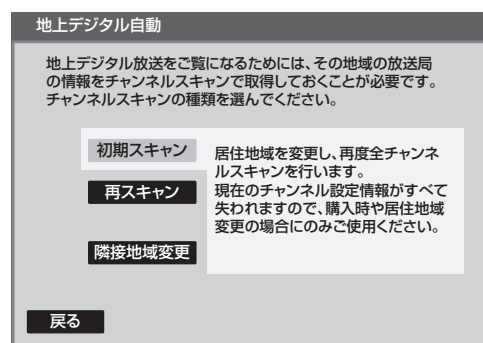 地上デジタル自動
地上デジタル放送をご覧になるためには、その地域の放送局
の情報をチャンネルスキャンで取得しておくことが必要です。
チャンネルスキャンの種類を選んでください。
初期スキャン
居住地域を変更し、再度全チャンネ
ルスキャンを行います。
現在のチャンネル設定情報がすべて
失われますので、購入時や居住地域
変更の場合にのみご使用ください。
再スキャン
隣接地域変更
戻る